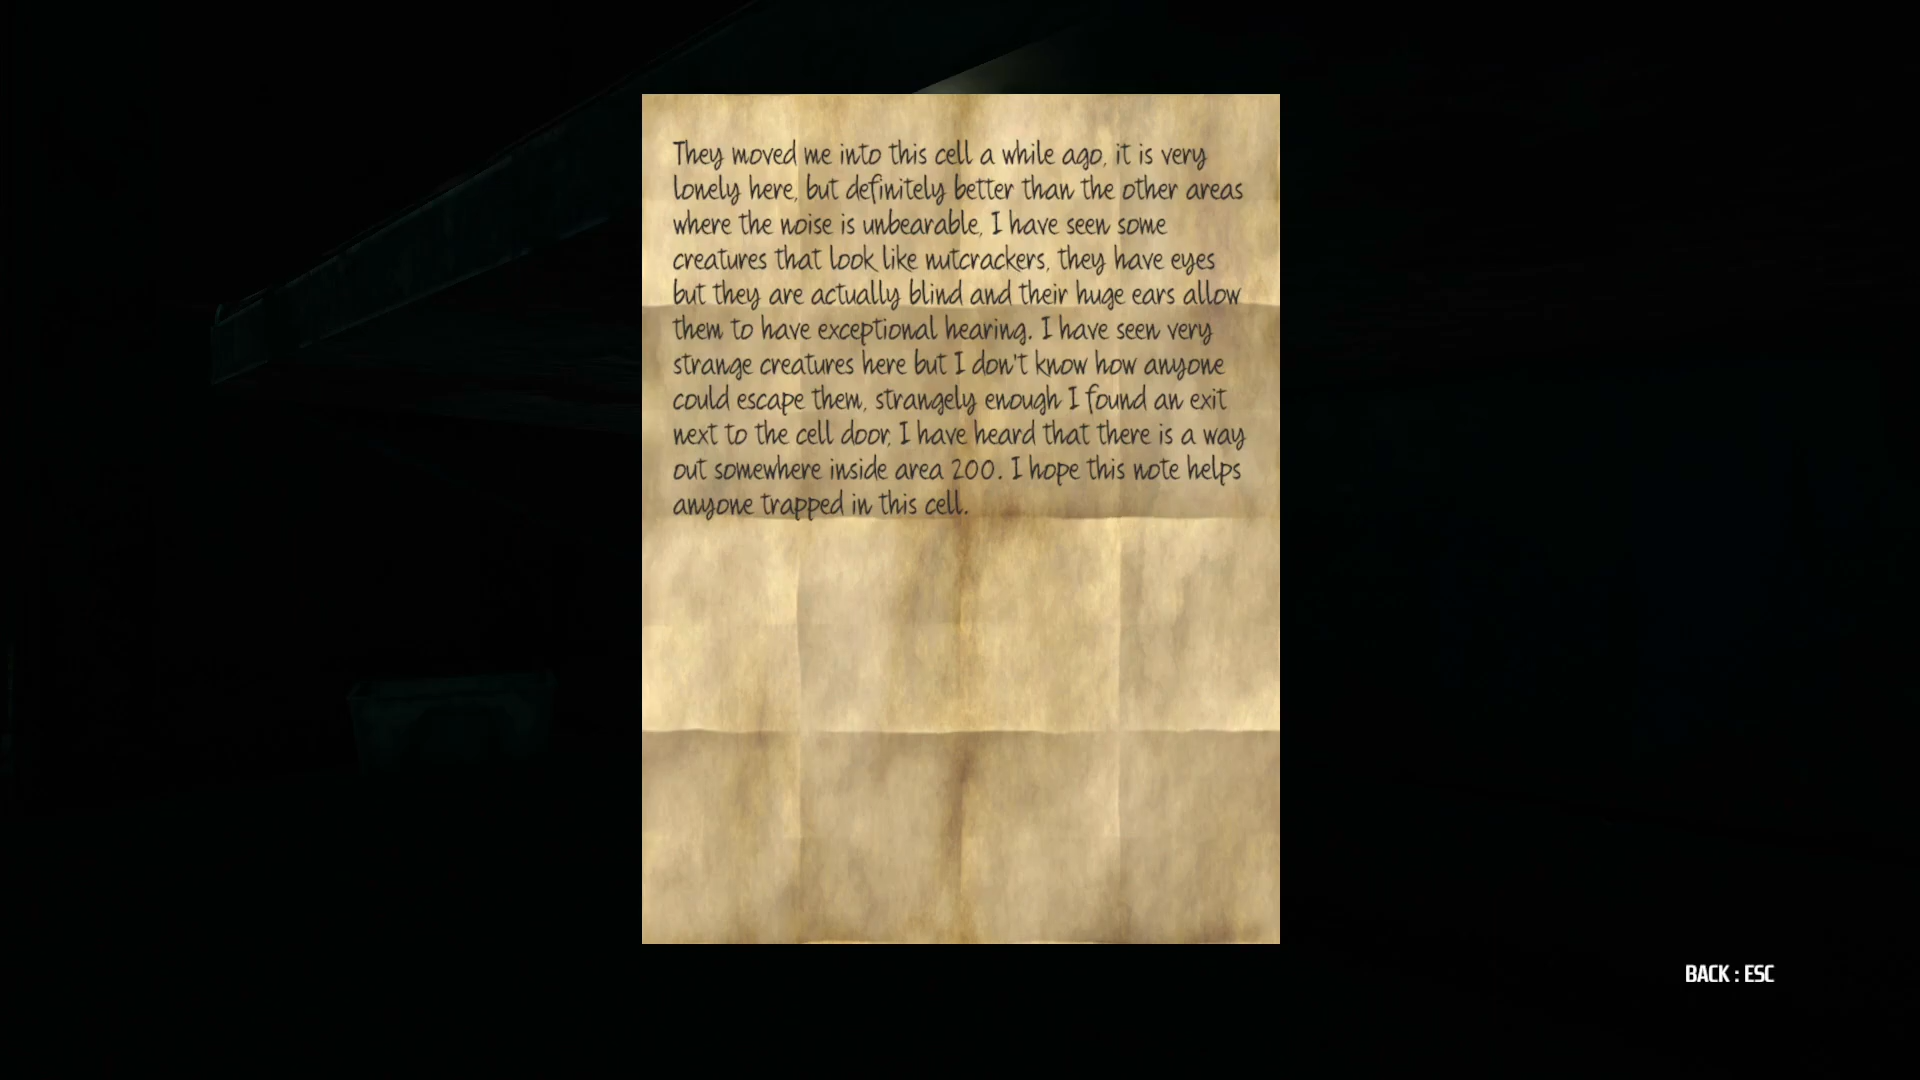 They moved me into this cell a while ago, it is very
lonely here, but definitely better than the other areas
where the noise is unbearable, I have seen some
creatures that look like nutcrackers, they have eyes
but they are actually blind and their huge ears allow
them to have exceptional hearing. I have seen very
strange creatures here but I don't know how anyone
could escape them, strangely enough I found an exit
next to the cell door, I have heard that there is a way
out somewhere inside area 200. I hope this note helps
anyone trapped in this cell.
BACK : ESC